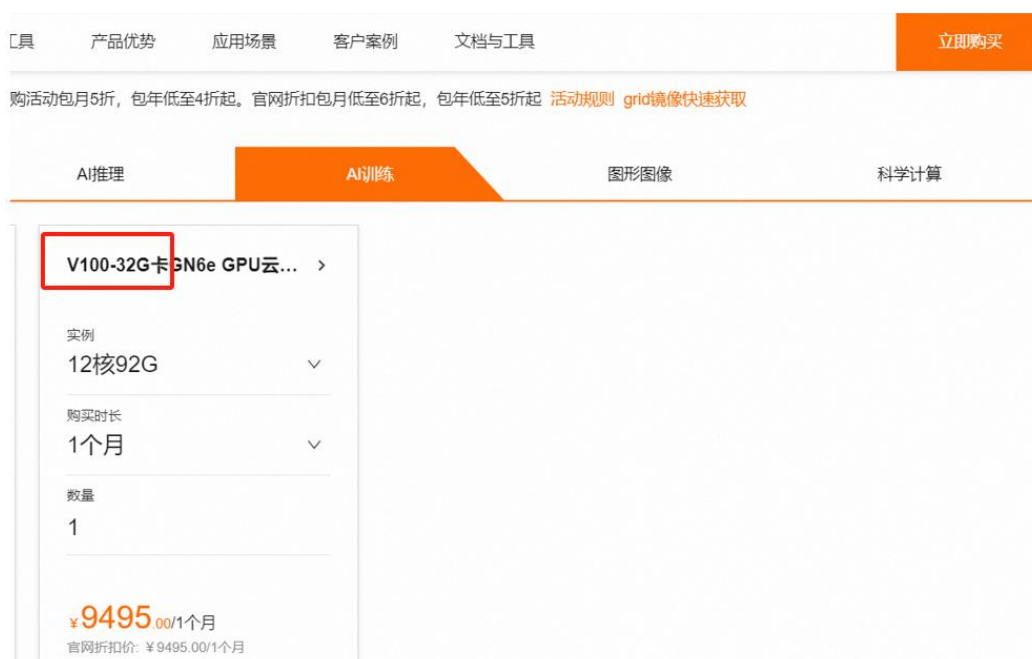 工具 产品优势 应用场景 客户案例 文档与工具 立即购买
购活动包月5折，包年低至4折起。官网折扣包月低至6折起，包年低至5折起 活动规则 grid镜像快速获取
AI推理 AI训练 图形图像 科学计算
V100-32G卡GN6e GPU云...
实例
12核92G
购买时长
1个月
数量
1
¥9495.00/1个月
官网折扣价: ¥9495.00/1个月